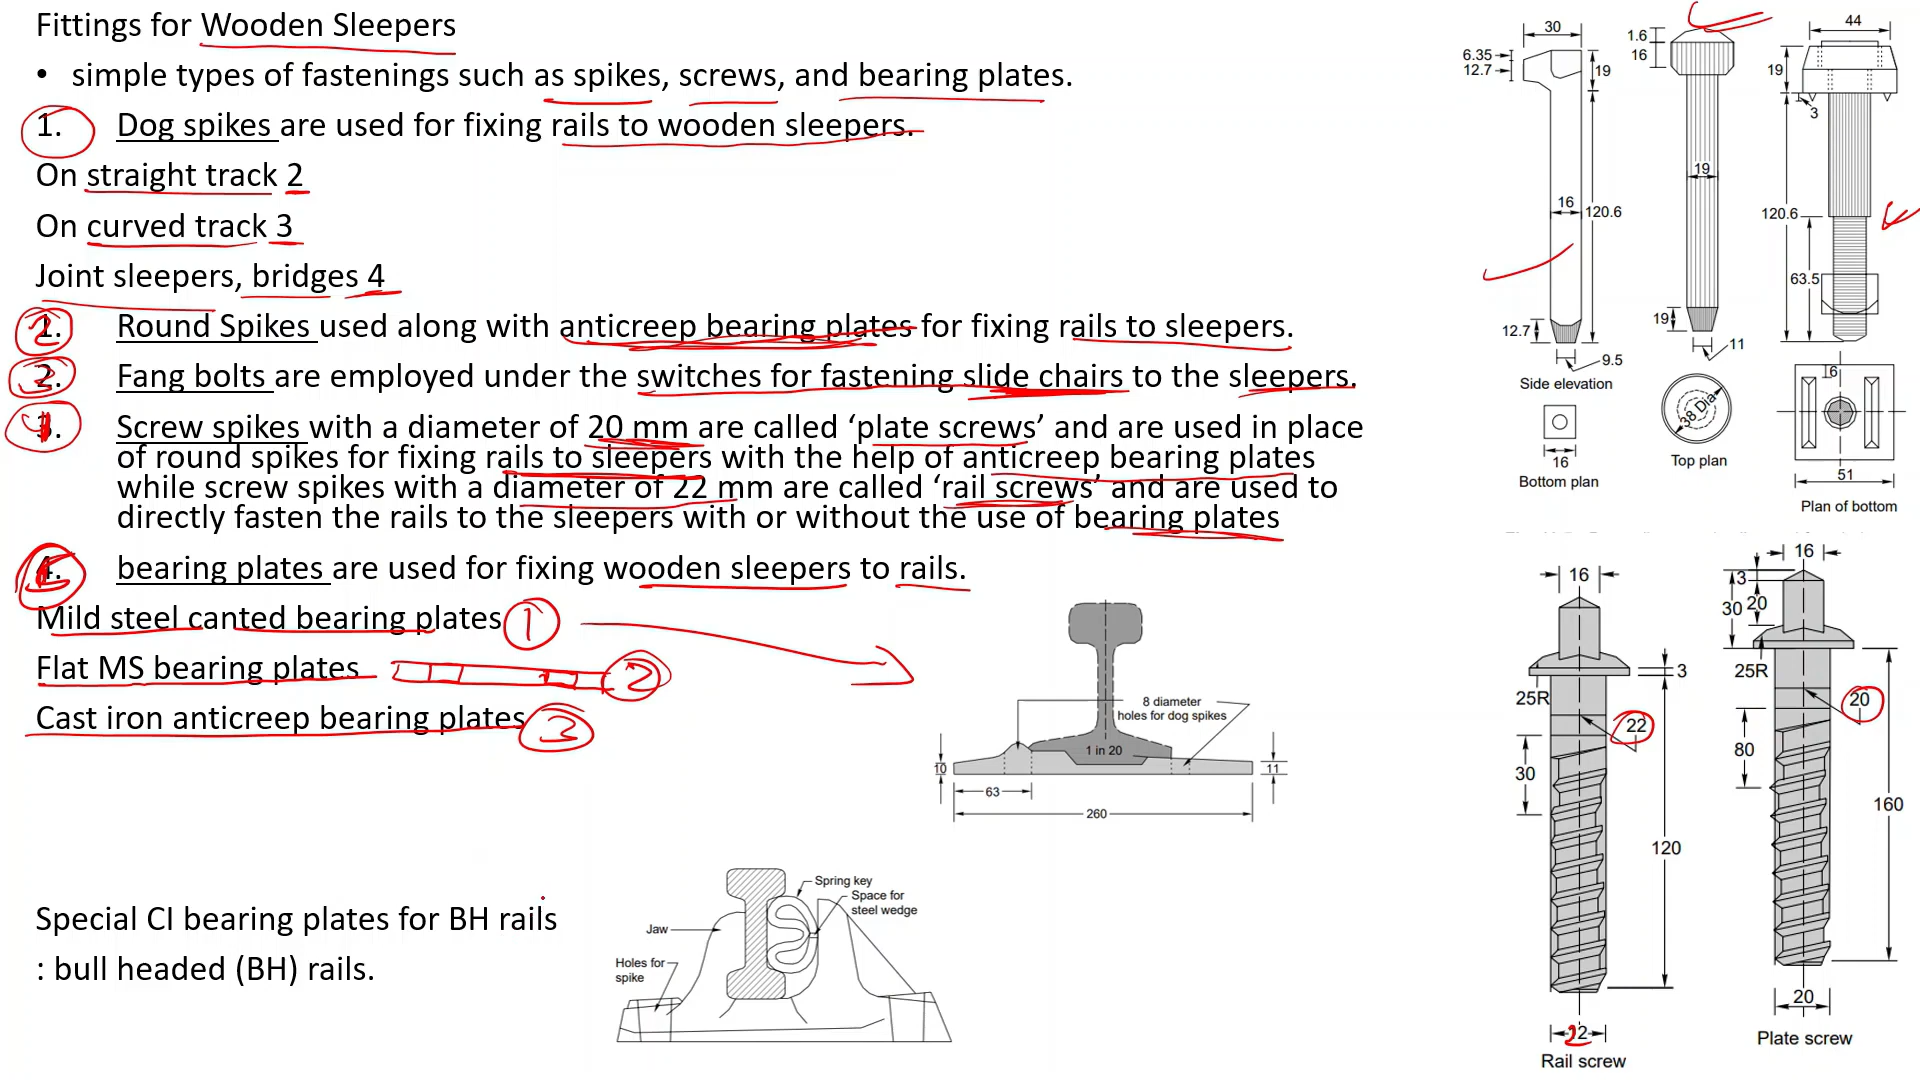 Fittings for Wooden Sleepers
• simple types of fastenings such as spikes, screws, and bearing plates.
1. Dog spikes are used for fixing rails to wooden sleepers.
On straight track 2
On curved track 3
Joint sleepers, bridges 4
2 1. Round Spikes used along with anticreep bearing plates for fixing rails to sleepers.
3 2. Fang bolts are employed under the switches for fastening slide chairs to the sleepers.
4 3. Screw spikes with a diameter of 20 mm are called ‘plate screws’ and are used in place
of round spikes for fixing rails to sleepers with the help of anticreep bearing plates
while screw spikes with a diameter of 22 mm are called ‘rail screws’ and are used to
directly fasten the rails to the sleepers with or without the use of bearing plates
4. bearing plates are used for fixing wooden sleepers to rails.
Mild steel canted bearing plates 1
Flat MS bearing plates 2
Cast iron anticreep bearing plates 3
Special CI bearing plates for BH rails
: bull headed (BH) rails.
8 diameter
holes for dog spikes
1 in 20
10
11
63
260
Spring key
Space for
steel wedge
Jaw
Holes for
spike
30
6.35
12.7
19
16
120.6
12.7
9.5
Side elevation
16
Bottom plan
1.6
16
19
19
11
38 Dia
Top plan
44
19
3
120.6
63.5
16
51
Plan of bottom
16
3
25R
22
30
120
22
Rail screw
16
3
30
20
25R
20
80
160
20
Plate screw